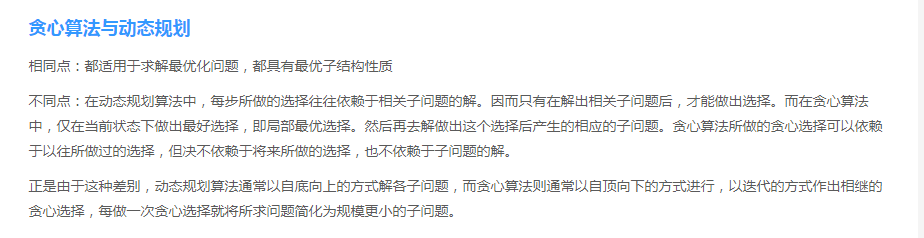 贪心算法与动态规划
相同点：都适用于求解最优化问题，都具有最优子结构性质
不同点：在动态规划算法中，每步所做的选择往往依赖于相关子问题的解。因而只有在解出相关子问题后，才能做出选择。而在贪心算法
中，仅在当前状态下做出最好选择，即局部最优选择。然后再去解做出这个选择后产生的相应的子问题。贪心算法所做的贪心选择可以依赖
于以往所做过的选择，但决不依赖于将来所做的选择，也不依赖于子问题的解。
正是由于这种差别，动态规划算法通常以自底向上的方式解各子问题，而贪心算法则通常以自顶向下的方式进行，以迭代的方式作出相继的
贪心选择，每做一次贪心选择就将所求问题简化为规模更小的子问题。